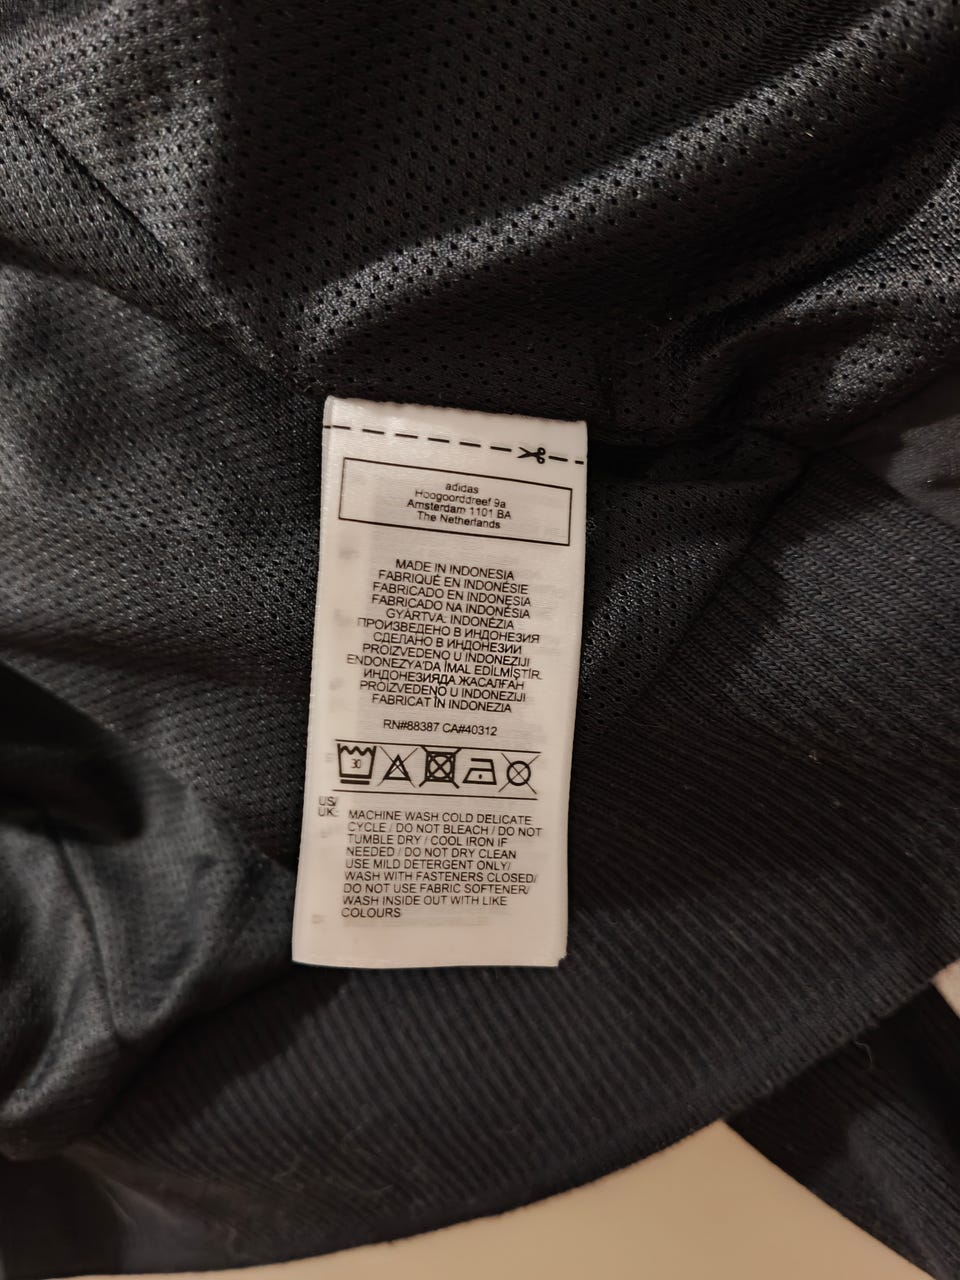 adidas
Hoogoorddreef 9a
Amsterdam 1101 BA
The Netherlands
MADE IN INDONESIA
FABRIQUÉ EN INDONÉSIE
FABRICADO EN INDONESIA
FABRICADO NA INDONÉSIA
GYÁRTVA: INDONÉZIA
ПРОИЗВЕДЕНО В ИНДОНЕЗИЯ
СДЕЛАНО В ИНДОНЕЗИИ
PROIZVEDENO U INDONEZIJI
ENDONEZYA'DA İMAL EDİLMİŞTİR.
ИНДОНЕЗИЯДА ЖАСАЛҒАН
PROIZVEDENO U INDONEZIJI
FABRICAT ÎN INDONEZIA
RN#88387 CA#40312
30
US/
UK: MACHINE WASH COLD DELICATE
CYCLE / DO NOT BLEACH / DO NOT
TUMBLE DRY / COOL IRON IF
NEEDED / DO NOT DRY CLEAN
USE MILD DETERGENT ONLY/
WASH WITH FASTENERS CLOSED/
DO NOT USE FABRIC SOFTENER/
WASH INSIDE OUT WITH LIKE
COLOURS